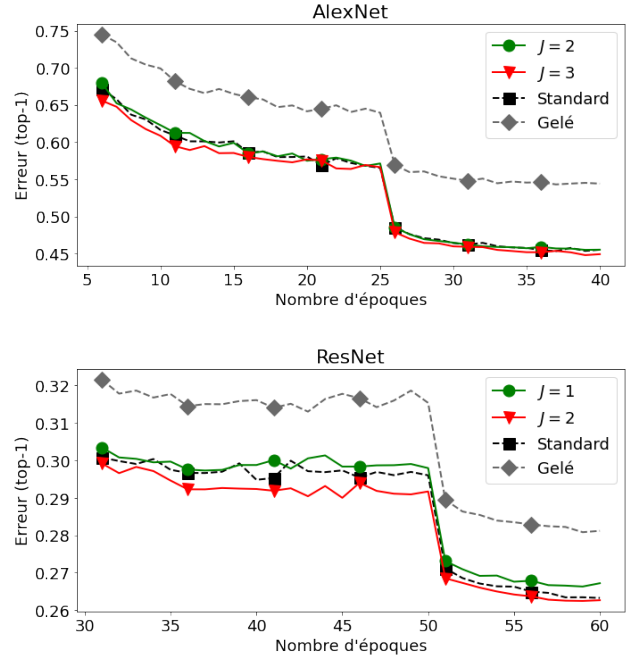 AlexNet
Erreur (top-1)
0.75
0.70
0.65
0.60
0.55
0.50
0.45
J = 2
J = 3
Standard
Gelé
5 10 15 20 25 30 35 40
Nombre d'époques
ResNet
Erreur (top-1)
0.32
0.31
0.30
0.29
0.28
0.27
0.26
J = 1
J = 2
Standard
Gelé
30 35 40 45 50 55 60
Nombre d'époques